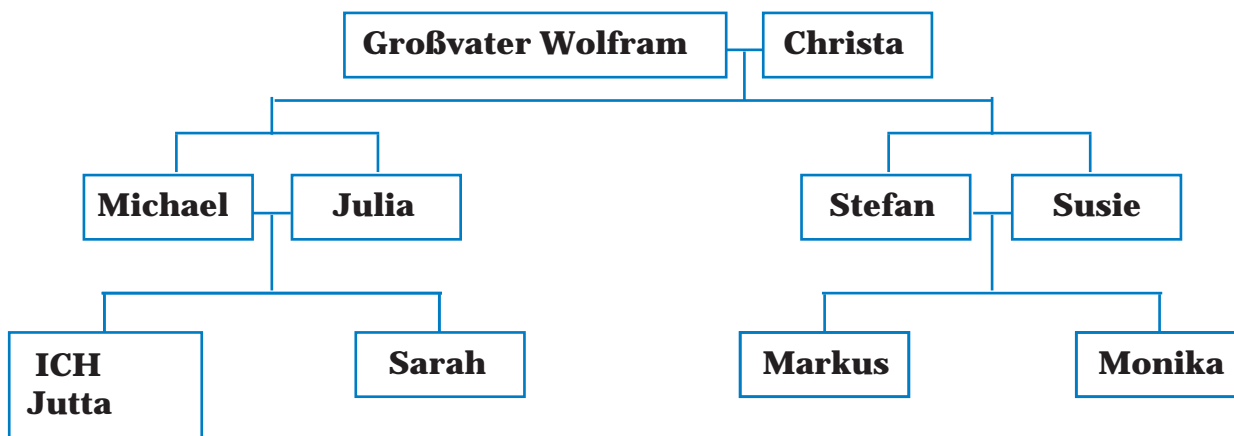 Großvater Wolfram
Christa
Michael
Julia
Stefan
Susie
ICH
Jutta
Sarah
Markus
Monika